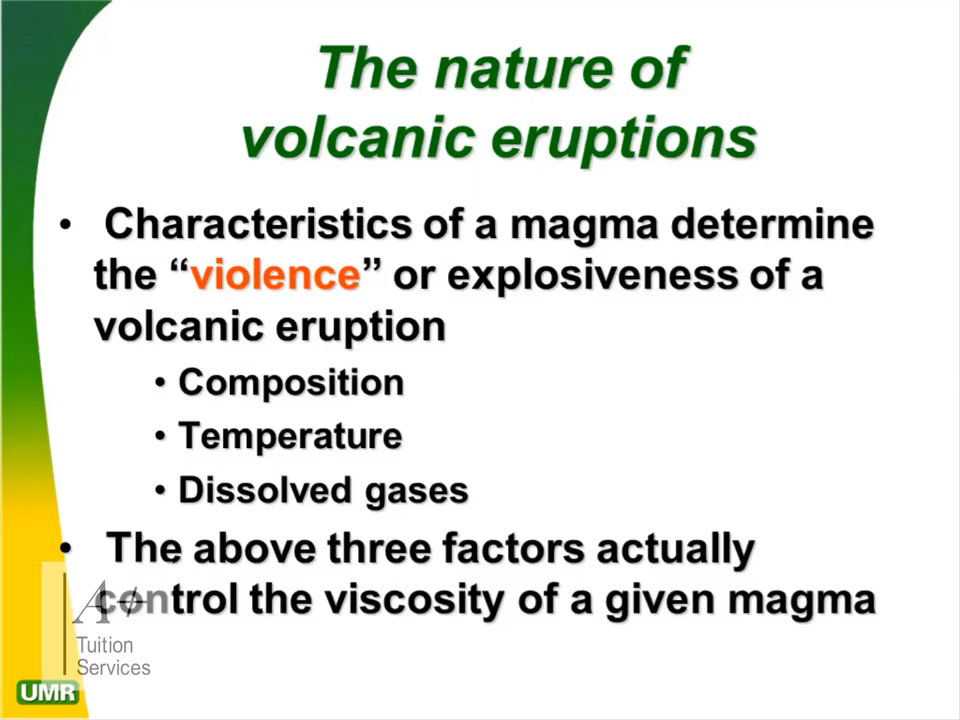 The nature of
volcanic eruptions
• Characteristics of a magma determine
the “violence” or explosiveness of a
volcanic eruption
• Composition
• Temperature
• Dissolved gases
• The above three factors actually
control the viscosity of a given magma
A+
Tuition
Services
UMR